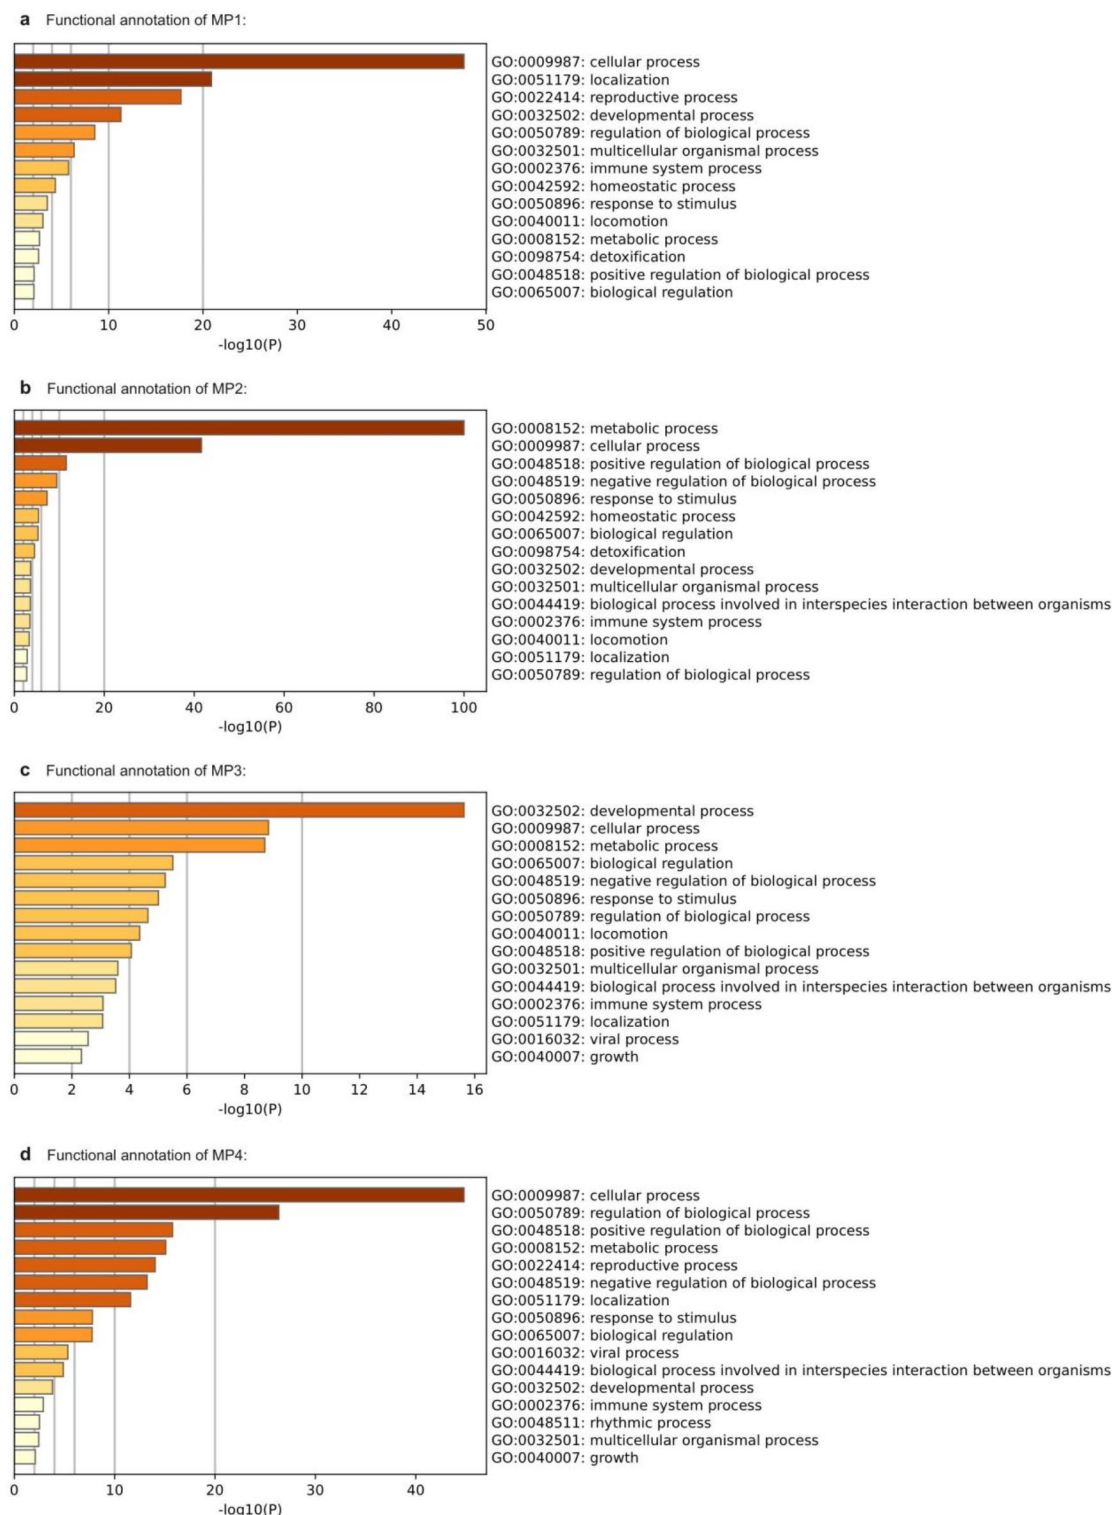 a Functional annotation of MP1:
GO:0009987: cellular process
GO:0051179: localization
GO:0022414: reproductive process
GO:0032502: developmental process
GO:0050789: regulation of biological process
GO:0032501: multicellular organismal process
GO:0002376: immune system process
GO:0042592: homeostatic process
GO:0050896: response to stimulus
GO:0040011: locomotion
GO:0008152: metabolic process
GO:0098754: detoxification
GO:0048518: positive regulation of biological process
GO:0065007: biological regulation
0 10 20 30 40 50
-log10(P)
b Functional annotation of MP2:
GO:0008152: metabolic process
GO:0009987: cellular process
GO:0048518: positive regulation of biological process
GO:0048519: negative regulation of biological process
GO:0050896: response to stimulus
GO:0042592: homeostatic process
GO:0065007: biological regulation
GO:0098754: detoxification
GO:0032502: developmental process
GO:0032501: multicellular organismal process
GO:0044419: biological process involved in interspecies interaction between organisms
GO:0002376: immune system process
GO:0040011: locomotion
GO:0051179: localization
GO:0050789: regulation of biological process
0 20 40 60 80 100
-log10(P)
c Functional annotation of MP3:
GO:0032502: developmental process
GO:0009987: cellular process
GO:0008152: metabolic process
GO:0065007: biological regulation
GO:0048519: negative regulation of biological process
GO:0050896: response to stimulus
GO:0050789: regulation of biological process
GO:0040011: locomotion
GO:0048518: positive regulation of biological process
GO:0032501: multicellular organismal process
GO:0044419: biological process involved in interspecies interaction between organisms
GO:0002376: immune system process
GO:0051179: localization
GO:0016032: viral process
GO:0040007: growth
0 2 4 6 8 10 12 14 16
-log10(P)
d Functional annotation of MP4:
GO:0009987: cellular process
GO:0050789: regulation of biological process
GO:0048518: positive regulation of biological process
GO:0008152: metabolic process
GO:0022414: reproductive process
GO:0048519: negative regulation of biological process
GO:0051179: localization
GO:0050896: response to stimulus
GO:0065007: biological regulation
GO:0016032: viral process
GO:0044419: biological process involved in interspecies interaction between organisms
GO:0032502: developmental process
GO:0002376: immune system process
GO:0048511: rhythmic process
GO:0032501: multicellular organismal process
GO:0040007: growth
0 10 20 30 40
-log10(P)